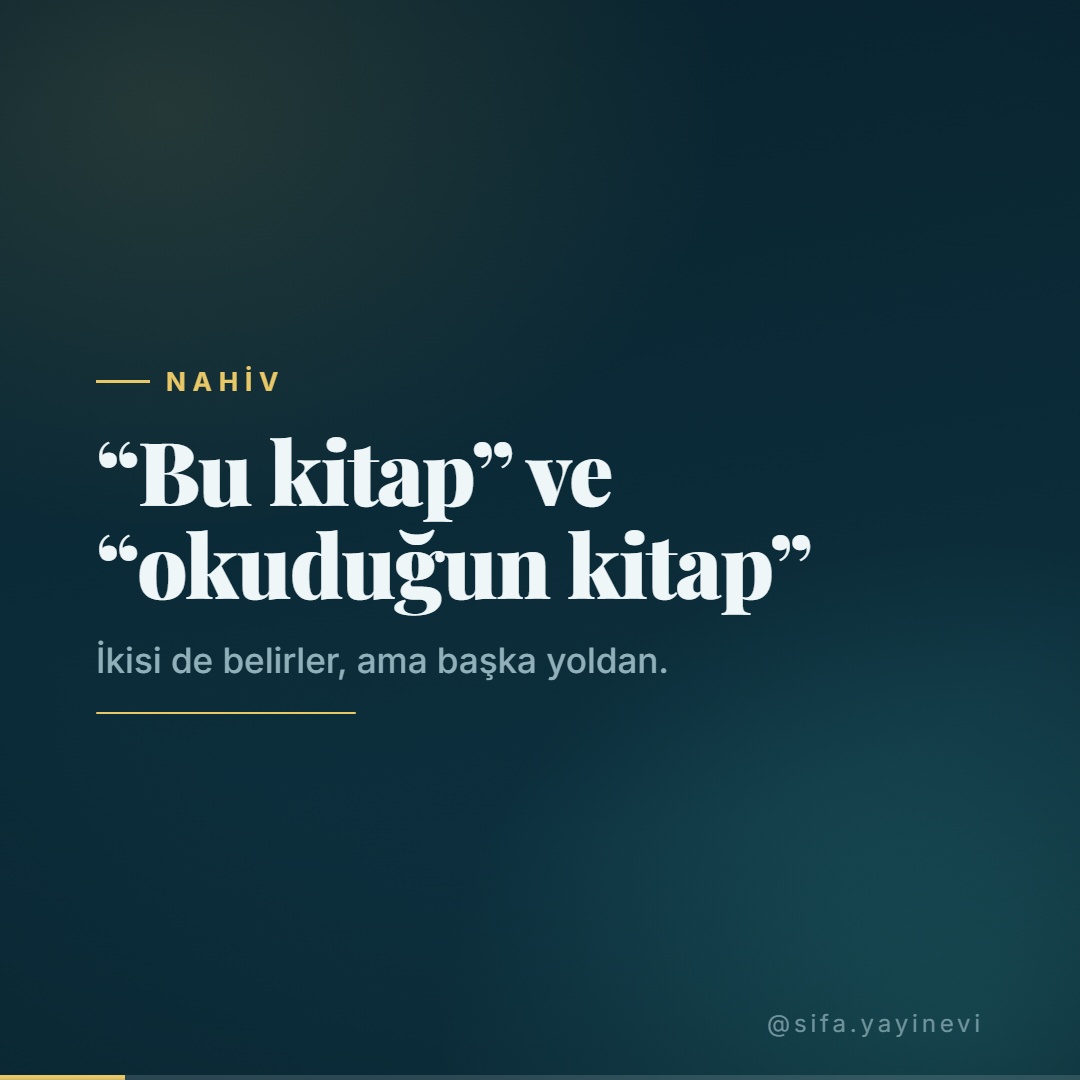 NAHİV
“Bu kitap” ve
“okuduğun kitap”
İkisi de belirler, ama başka yoldan.
@sifa.yayinevi